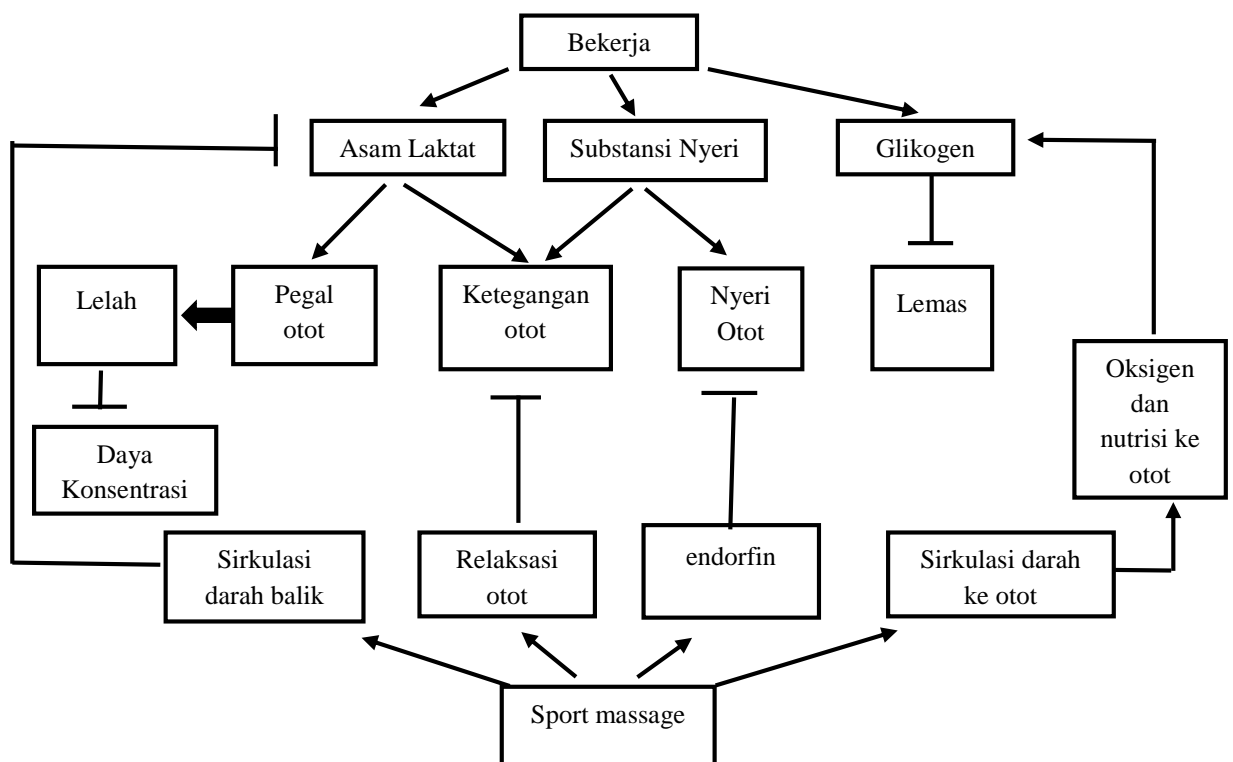 Bekerja
Asam Laktat
Substansi Nyeri
Glikogen
Lelah
Pegal
otot
Ketegangan
otot
Nyeri
Otot
Lemas
Oksigen
dan
nutrisi ke
otot
Daya
Konsentrasi
Sirkulasi
darah balik
Relaksasi
otot
endorfin
Sirkulasi darah
ke otot
Sport massage